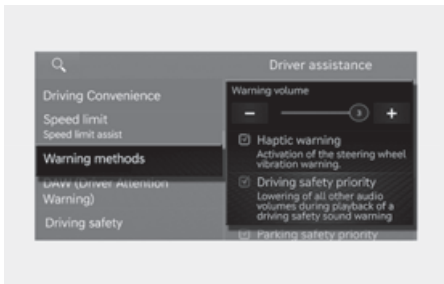 Driver assistance
Driving Convenience
Speed limit
Speed limit assist
Warning methods
DAW (Driver Attention
Warning)
Driving safety
Warning volume
3
Haptic warning
Activation of the steering wheel
vibration warning.
Driving safety priority
Lowering of all other audio
volumes during playback of a
driving safety sound warning
Parking safety priority